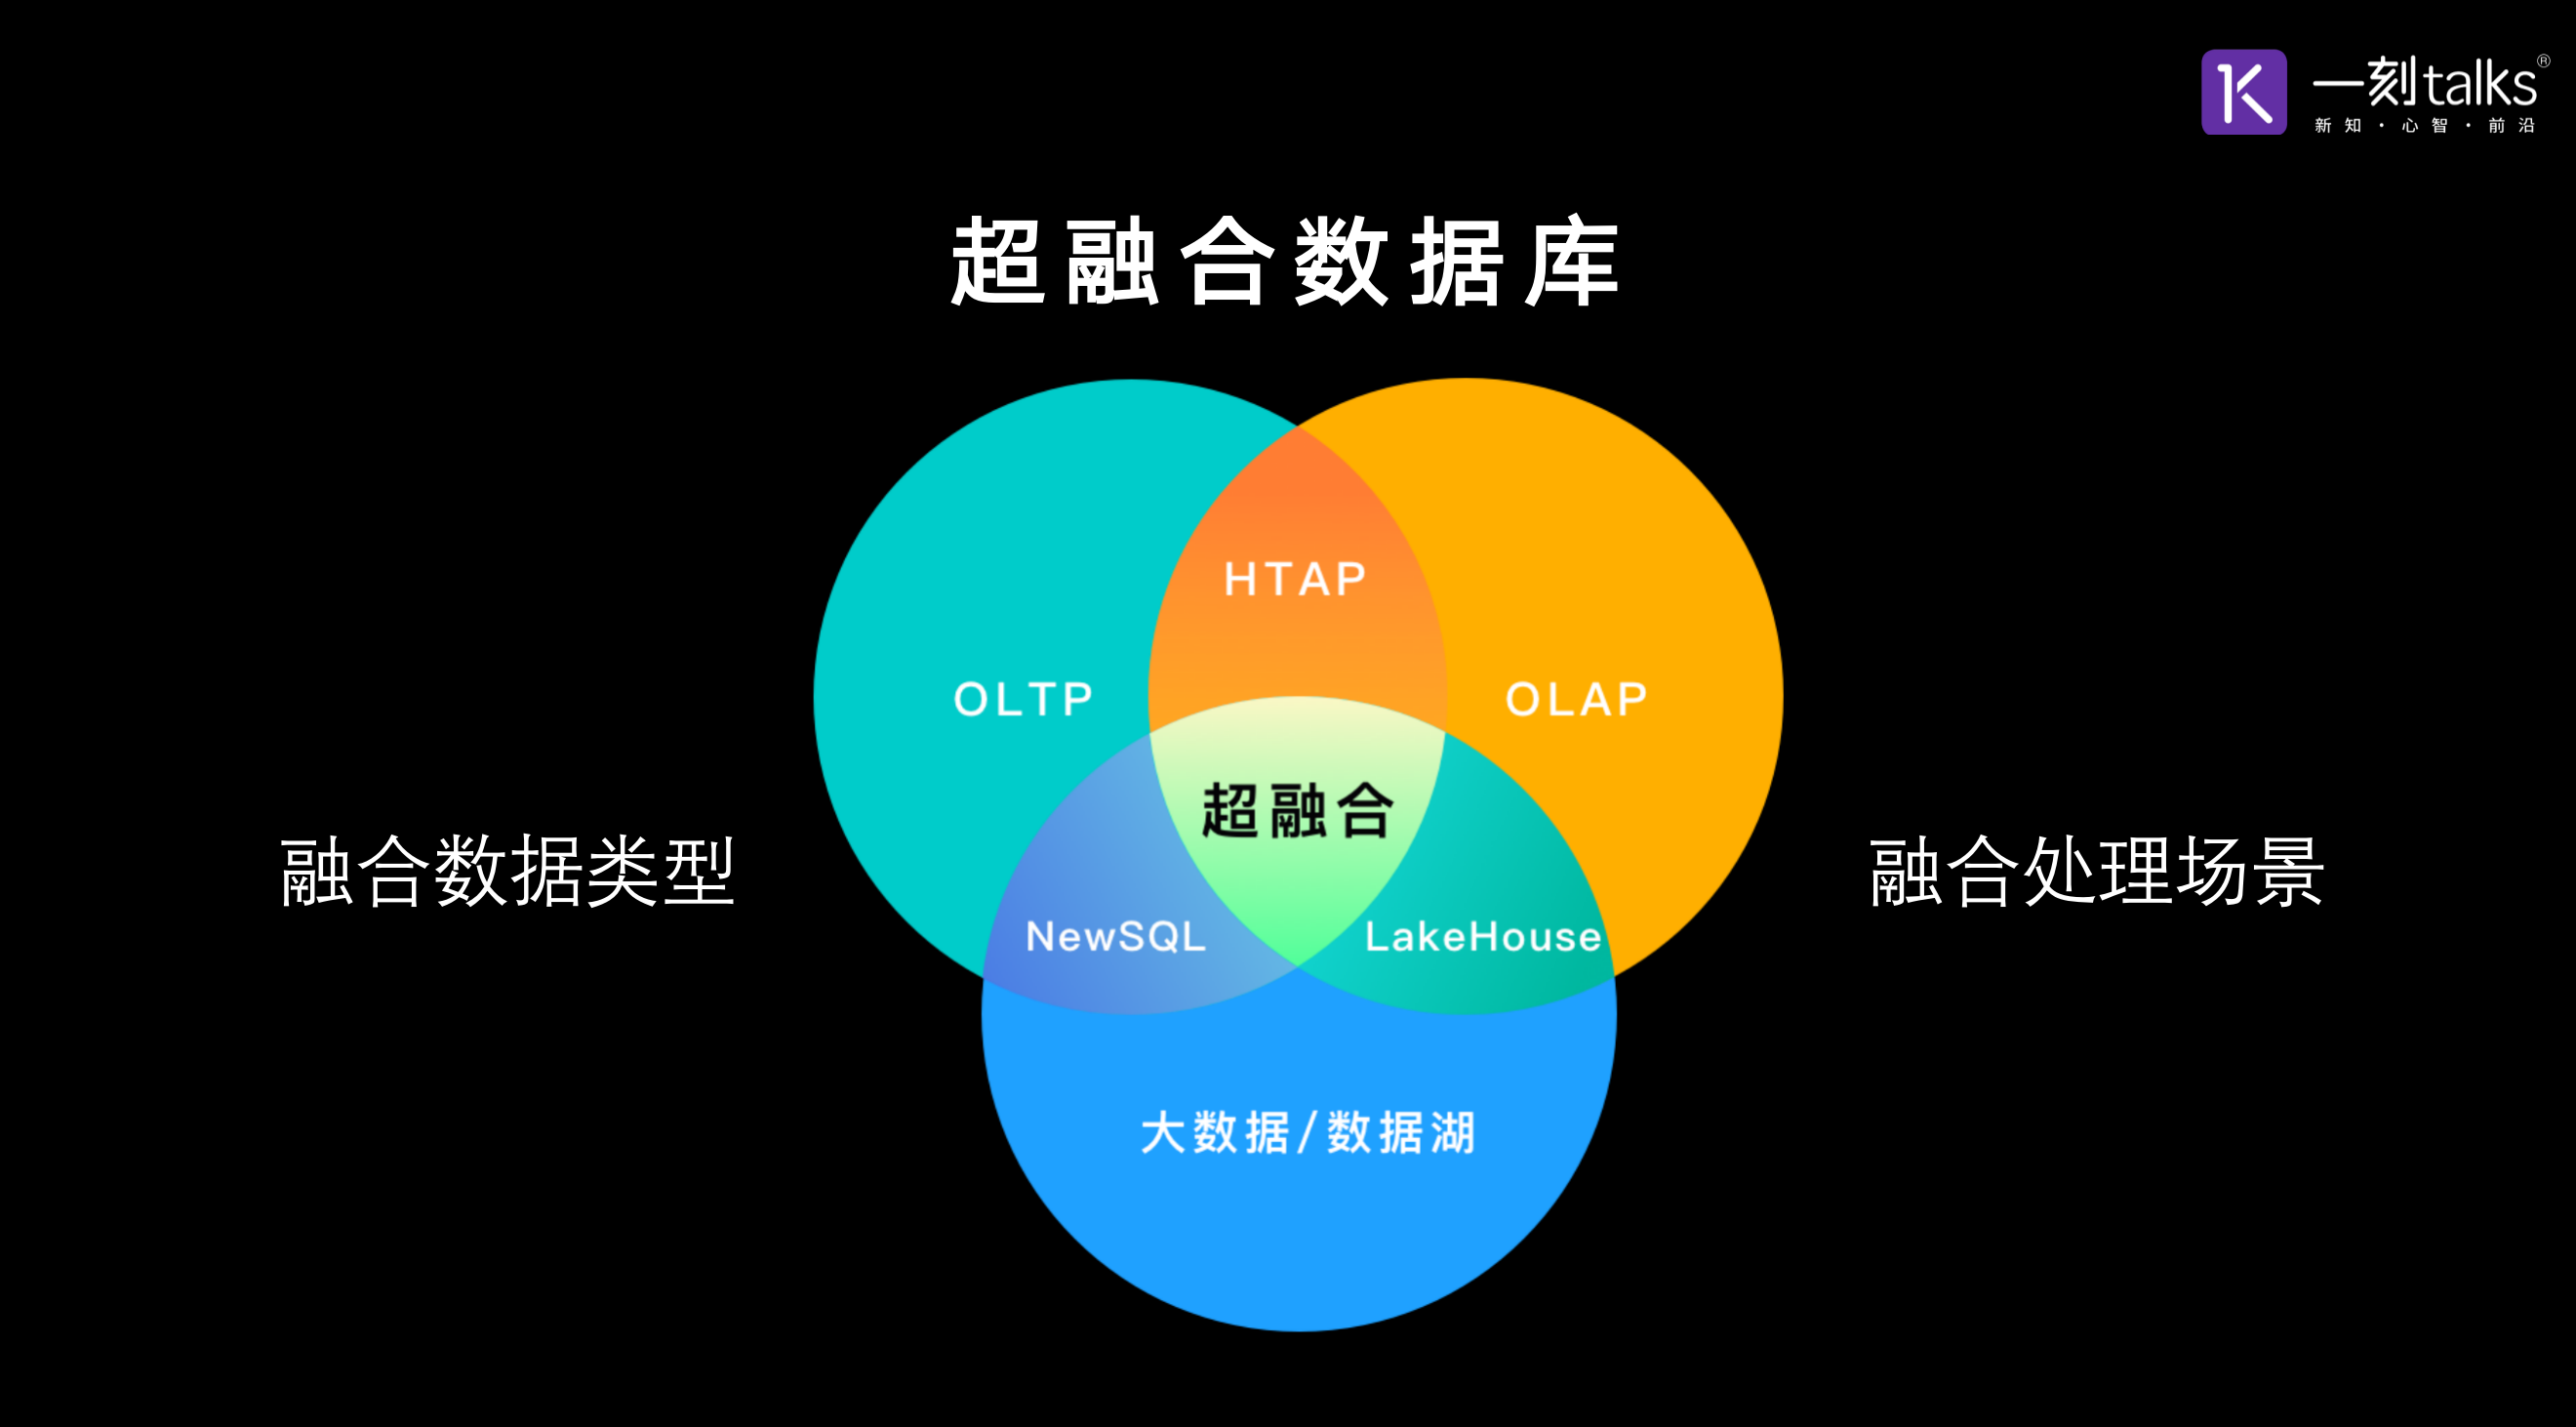 一刻talks®
新知·心智·前沿
超融合数据库
HTAP
OLTP
OLAP
超融合
融合数据类型
融合处理场景
NewSQL
LakeHouse
大数据/数据湖